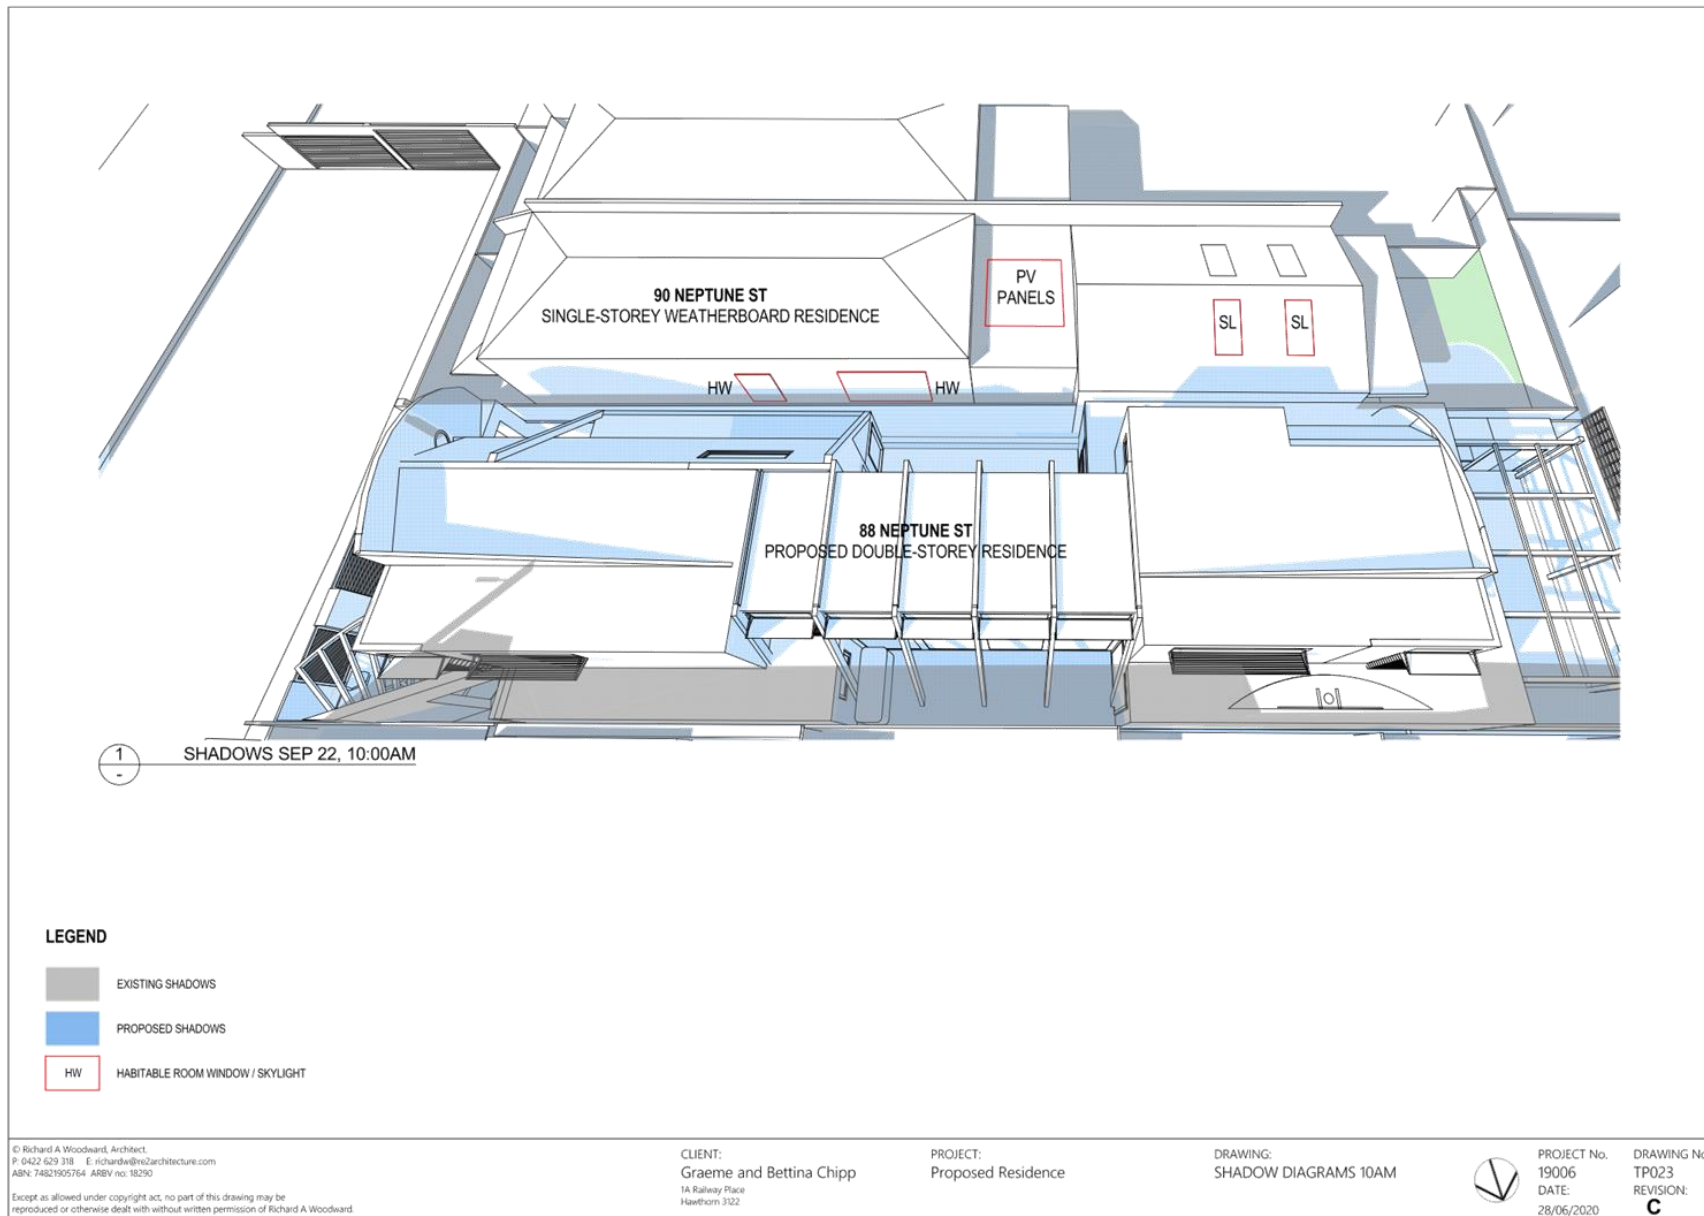 90 NEPTUNE ST
SINGLE-STOREY WEATHERBOARD RESIDENCE
PV
PANELS
SL
SL
HW
HW
88 NEPTUNE ST
PROPOSED DOUBLE-STOREY RESIDENCE
1
-
SHADOWS SEP 22, 10:00AM
LEGEND
EXISTING SHADOWS
PROPOSED SHADOWS
HW
HABITABLE ROOM WINDOW / SKYLIGHT
© Richard A Woodward, Architect.
P: 0422 629 318 E: richardw@re2architecture.com
ABN: 74821905764 ARBV no: 18290
Except as allowed under copyright act, no part of this drawing may be
reproduced or otherwise dealt with without written permission of Richard A Woodward.
CLIENT:
Graeme and Bettina Chipp
1A Railway Place
Hawthorn 3122
PROJECT:
Proposed Residence
DRAWING:
SHADOW DIAGRAMS 10AM
PROJECT No.
19006
DATE:
28/06/2020
DRAWING No
TP023
REVISION:
C